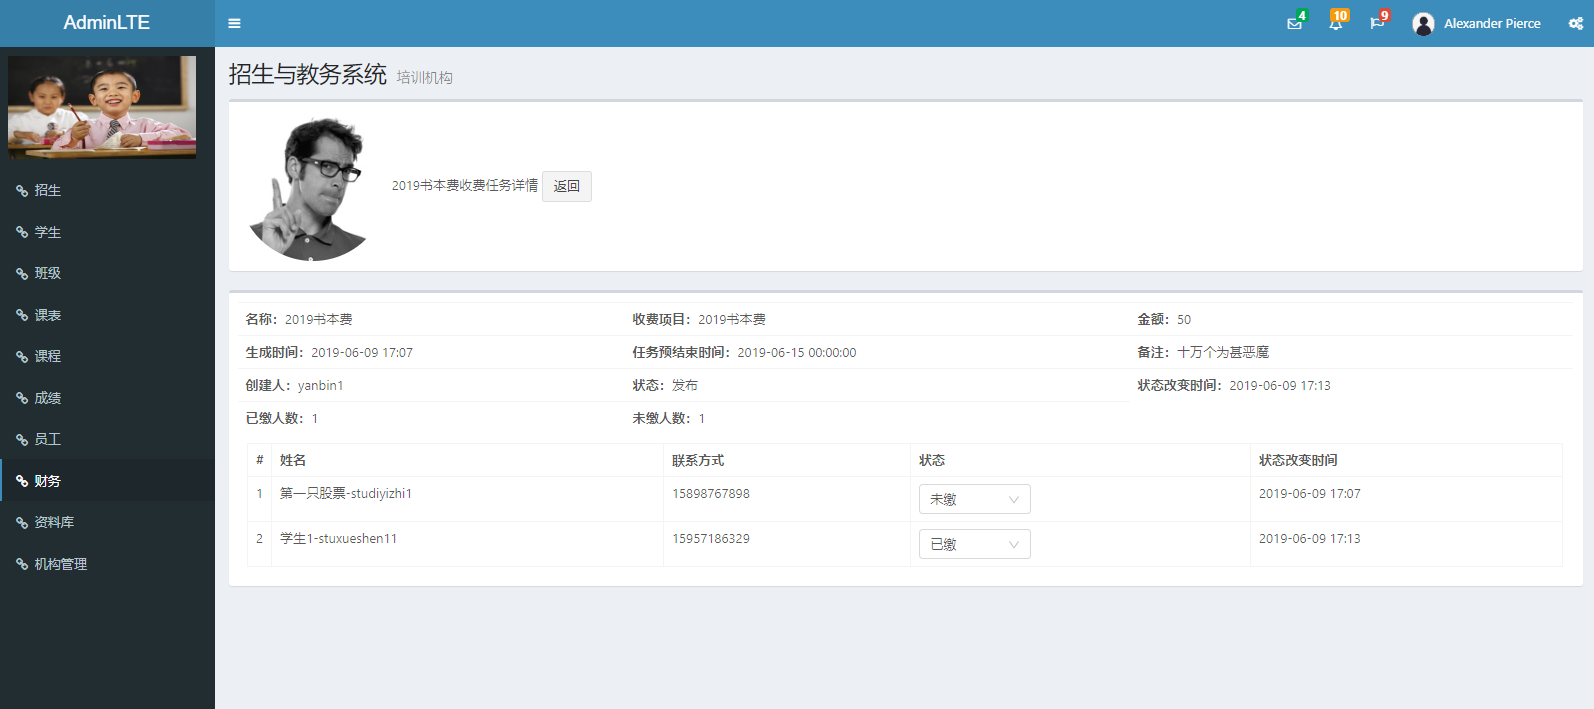 AdminLTE
4
10
9
Alexander Pierce
招生与教务系统 培训机构
招生
学生
班级
课表
课程
成绩
员工
财务
资料库
机构管理
2019书本费收费任务详情 返回
名称：2019书本费 收费项目：2019书本费 金额：50
生成时间：2019-06-09 17:07 任务预结束时间：2019-06-15 00:00:00 备注：十万个为甚恶魔
创建人：yanbin1 状态：发布 状态改变时间：2019-06-09 17:13
已缴人数：1 未缴人数：1
# 姓名 联系方式 状态 状态改变时间
1 第一只股票-studiyizhi1 15898767898 未缴 2019-06-09 17:07
2 学生1-stuxueshen11 15957186329 已缴 2019-06-09 17:13